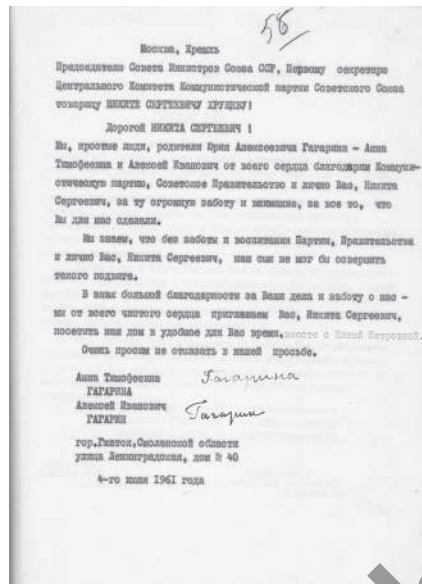 58
Москва, Кремль
Председателю Совета Министров Союза ССР, Первому секретарю
Центрального Комитета Коммунистической партии Советского Союза
товарищу НИКИТЕ СЕРГЕЕВИЧУ ХРУЩЕВУ!
Дорогой НИКИТА СЕРГЕЕВИЧ !
Мы, простые люди, родители Юрия Алексеевича Гагарина - Анна
Тимофеевна и Алексей Иванович от всего сердца благодарим Коммуни-
стическую партию, Советское Правительство и лично Вас, Никита
Сергеевич, за ту огромную заботу и внимание, за все то, что
Вы для нас сделали.
Мы знаем, что без заботы и воспитания Партии, Правительства
и лично Вас, Никита Сергеевич, наш сын не мог бы совершить
такого подвига.
В знак большой благодарности за Ваши дела и заботу о нас -
мы от всего чистого сердца приглашаем Вас, Никита Сергеевич,
посетить наш дом в удобное для Вас время, вместе с Ниной Петровной.
Очень просим не отказать в нашей просьбе.
Анна Тимофеевна Гагарина
ГАГАРИНА
Алексей Иванович Гагарин
ГАГАРИН
гор.Гжатск,Смоленской области
улица Ленинградская, дом № 40
4-го июля 1961 года